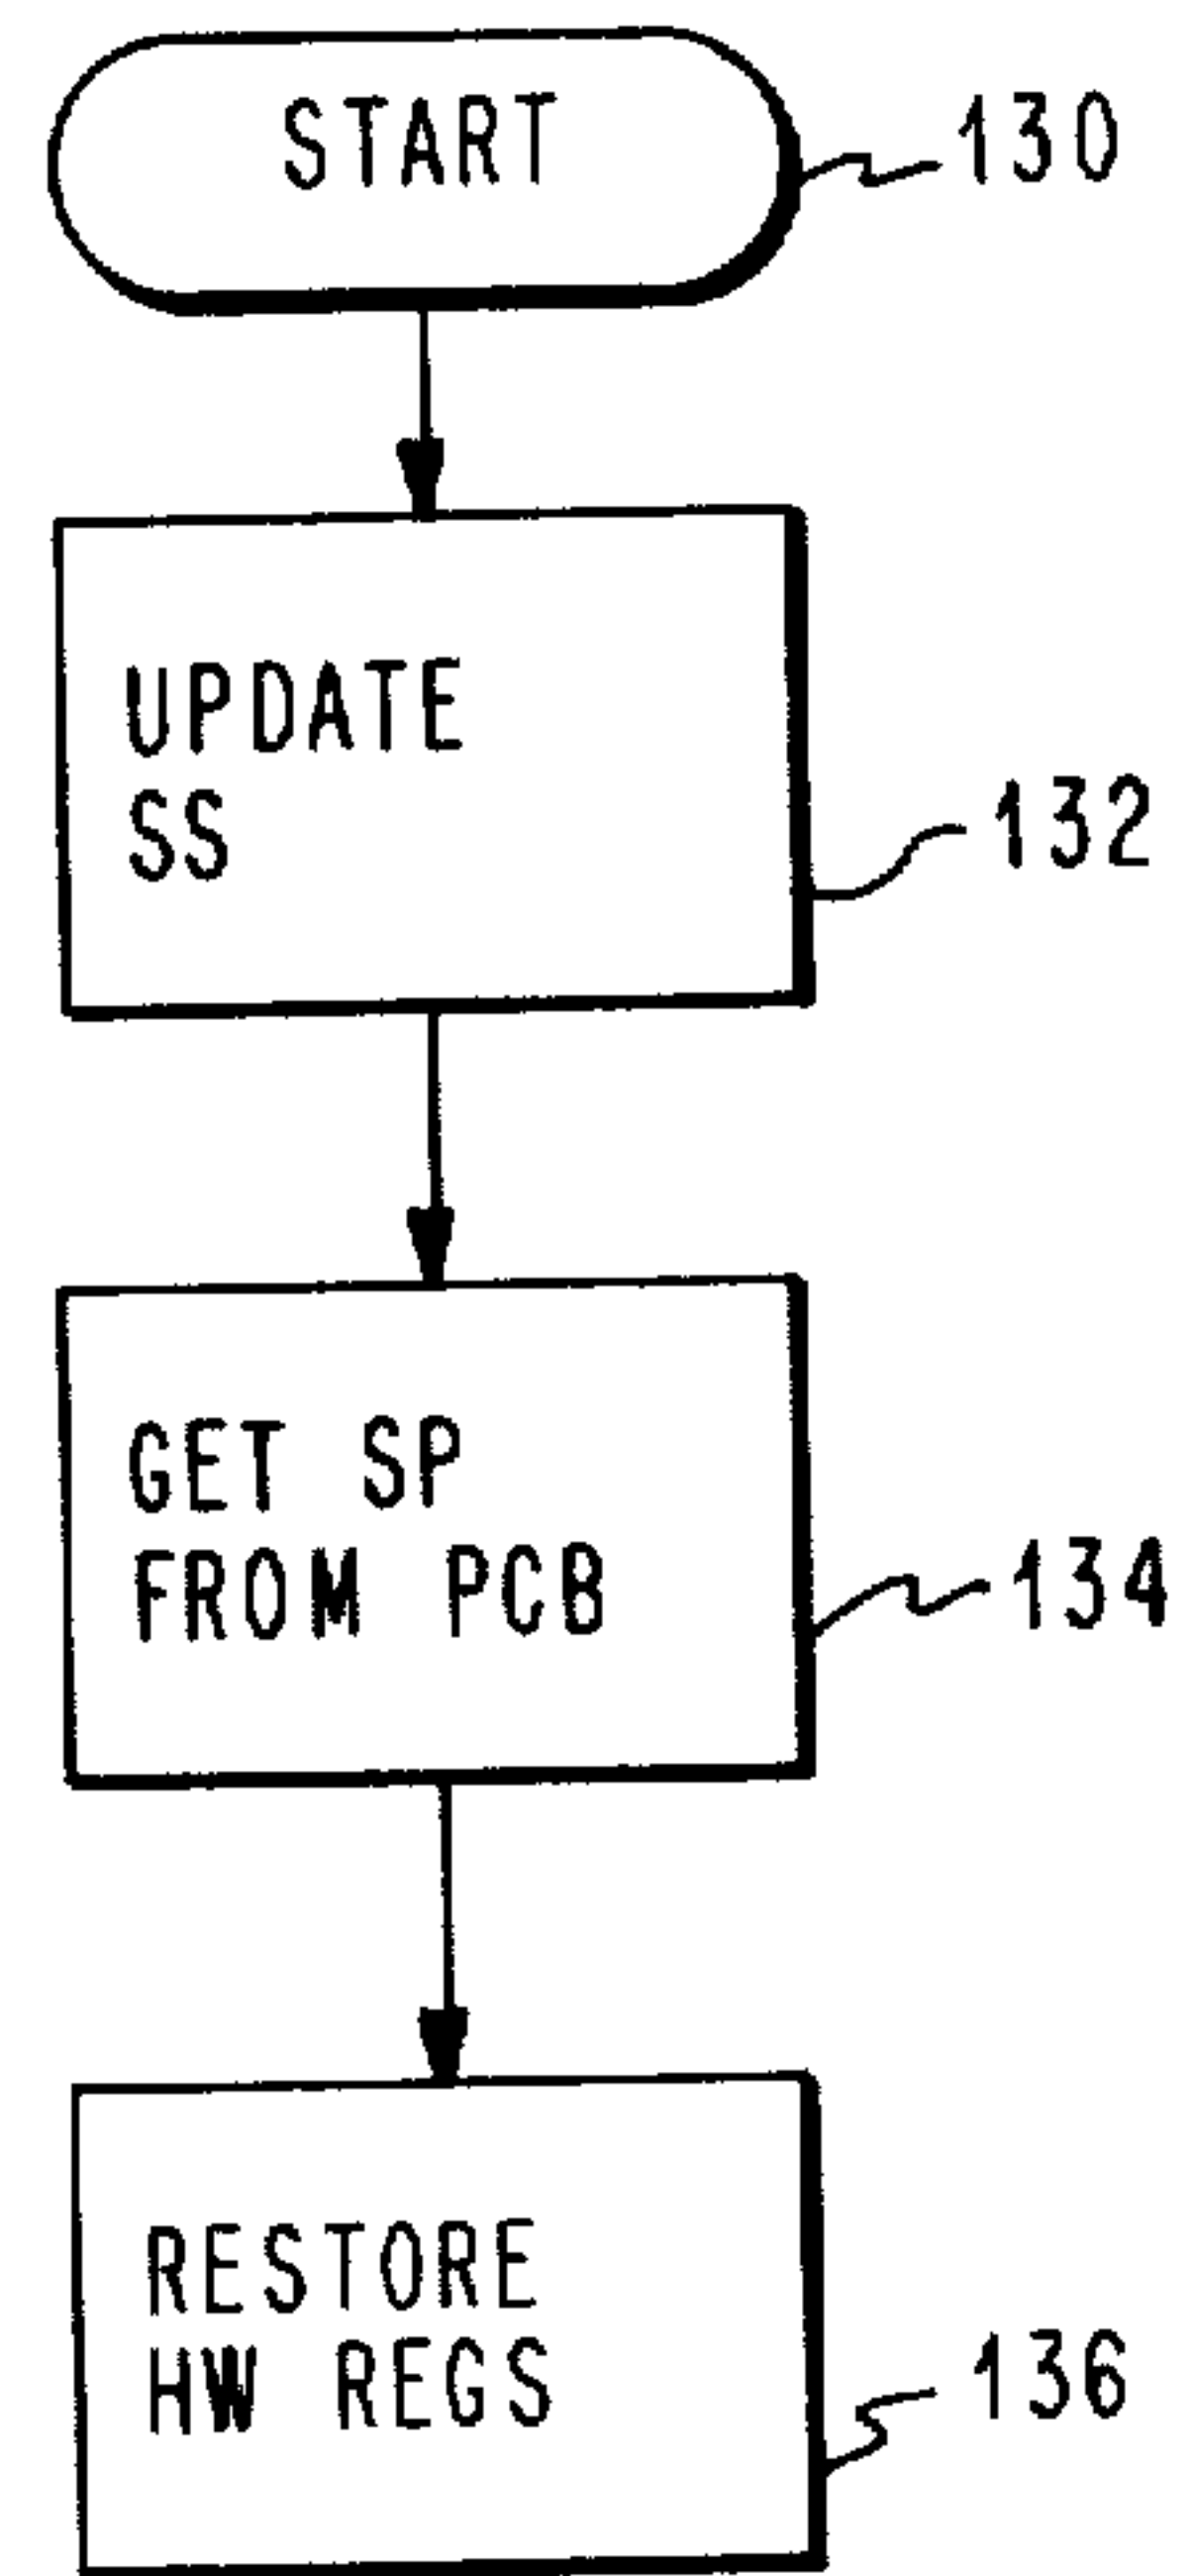 START
130
UPDATE
SS
132
GET SP
FROM PCB
134
RESTORE
HW REGS
136